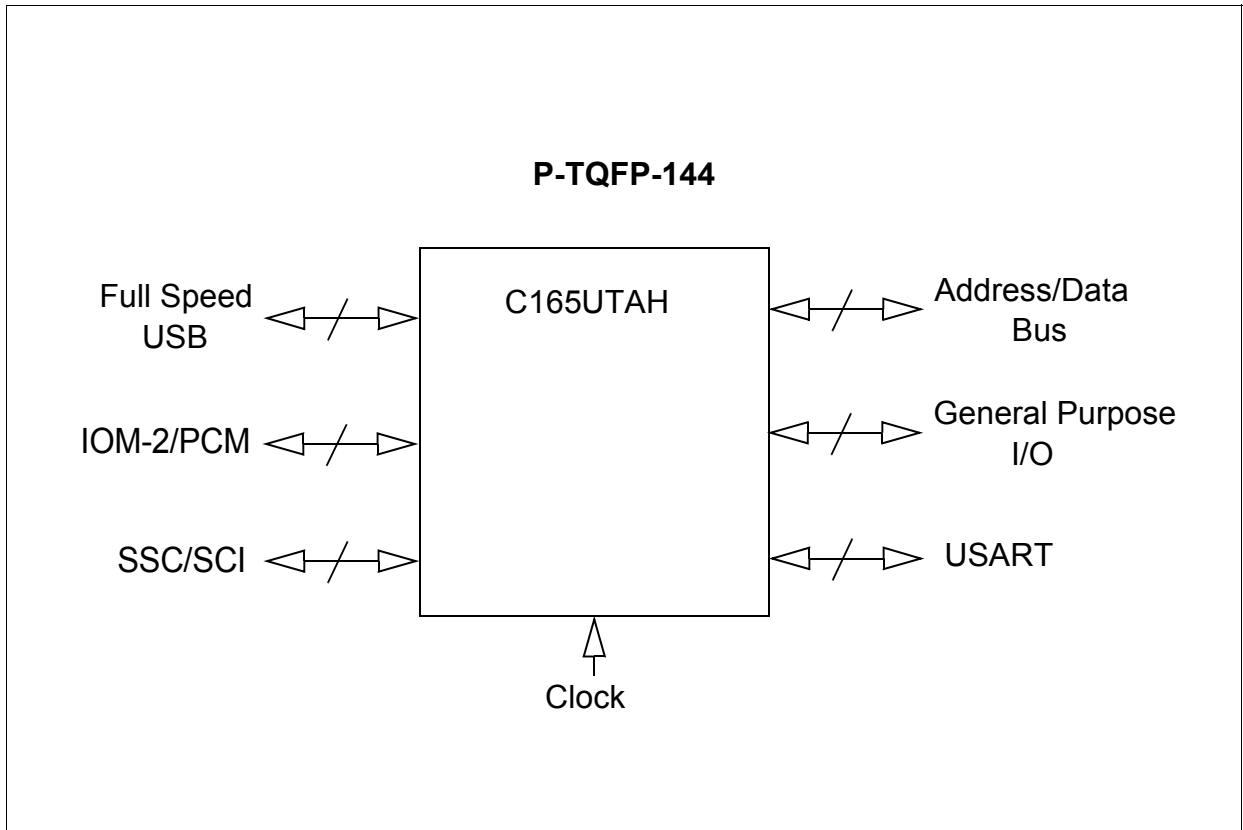 P-TQFP-144
C165UTAH
Full Speed
USB
IOM-2/PCM
SSC/SCI
Address/Data
Bus
General Purpose
I/O
USART
Clock